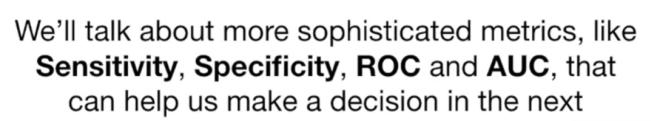 We'll talk about more sophisticated metrics, like
Sensitivity, Specificity, ROC and AUC, that
can help us make a decision in the next